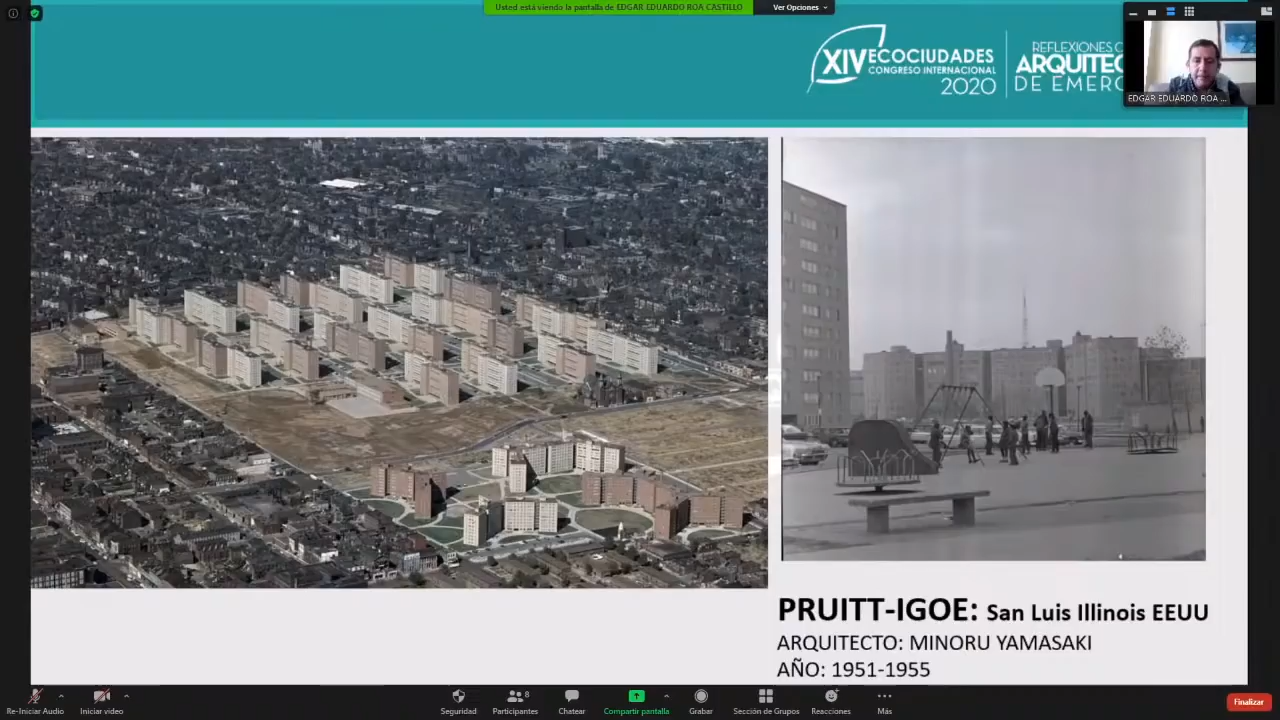 Usted está viendo la pantalla de EDGAR EDUARDO ROA CASTILLO
Ver Opciones
XIV ECOCIUDADES
CONGRESO INTERNACIONAL
2020
REFLEXIONES
ARQUITEC
DE EMERG
EDGAR EDUARDO ROA ...
PRUITT-IGOE: San Luis Illinois EEUU
ARQUITECTO: MINORU YAMASAKI
AÑO: 1951-1955
Re-Iniciar Audio
Iniciar video
Seguridad
Participantes
8
Chatear
Compartir pantalla
Grabar
Sección de Grupos
Reacciones
Más
Finalizar